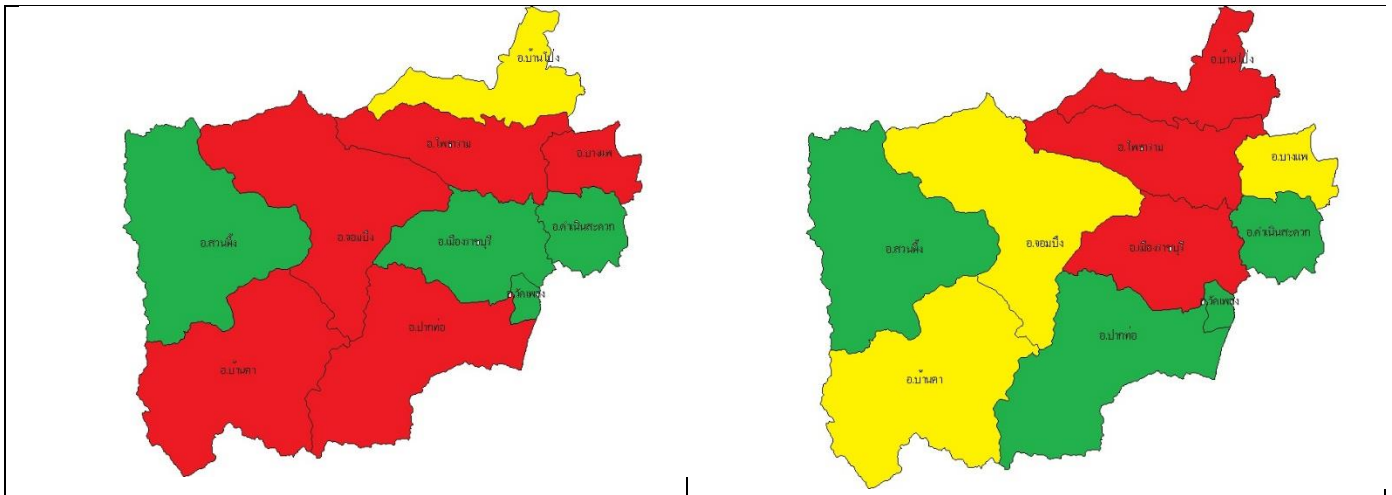 อ.บ้านโป่ง
อ.โพธาราม
อ.บางแพ
อ.จอมบึง
อ.เมืองราชบุรี
อ.ดำเนินสะดวก
อ.สวนผึ้ง
อ.วัดเพลง
อ.ปากท่อ
อ.บ้านคา
อ.บ้านโป่ง
อ.โพธาราม
อ.บางแพ
อ.จอมบึง
อ.เมืองราชบุรี
อ.ดำเนินสะดวก
อ.สวนผึ้ง
อ.วัดเพลง
อ.ปากท่อ
อ.บ้านคา